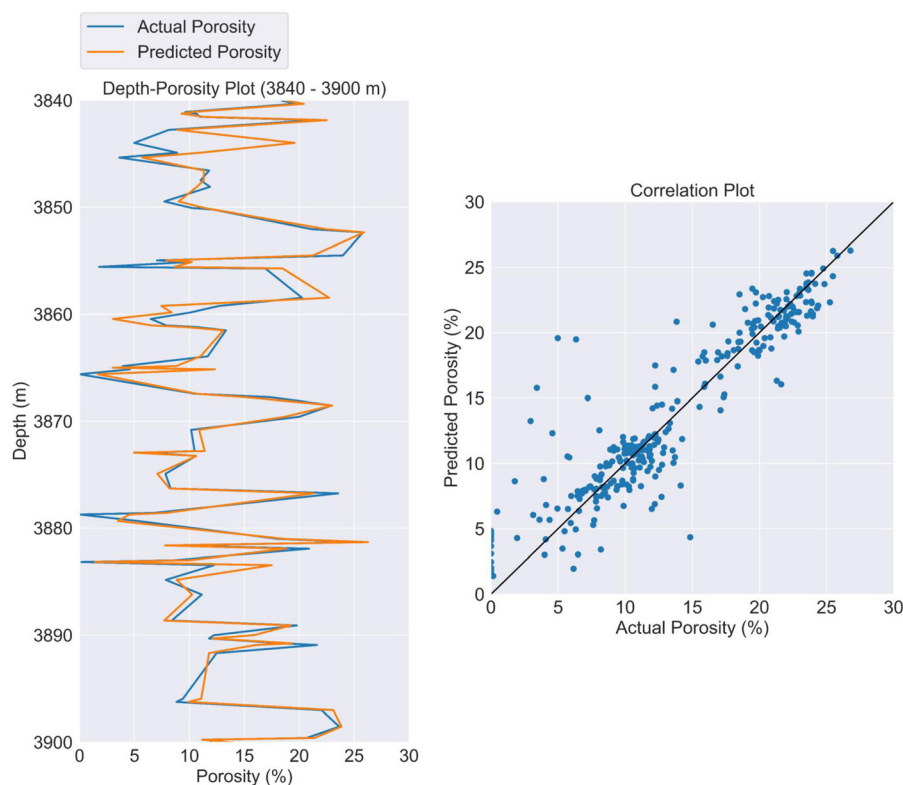 Actual Porosity
Predicted Porosity
Depth-Porosity Plot (3840 - 3900 m)
3840
3850
3860
3870
3880
3890
3900
Depth (m)
0 5 10 15 20 25 30
Porosity (%)
Correlation Plot
30
25
20
15
10
5
0
Predicted Porosity (%)
0 5 10 15 20 25 30
Actual Porosity (%)